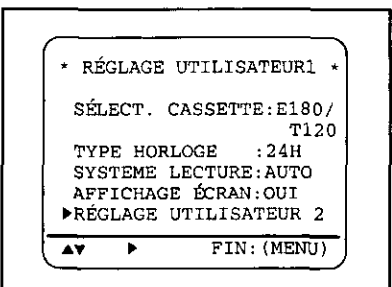 * RÉGLAGE UTILISATEUR1 *
SÉLECT. CASSETTE:E180/
T120
TYPE HORLOGE :24H
SYSTEME LECTURE:AUTO
AFFICHAGE ÉCRAN:OUI
▶RÉGLAGE UTILISATEUR 2
▲▼ ▶ FIN:(MENU)